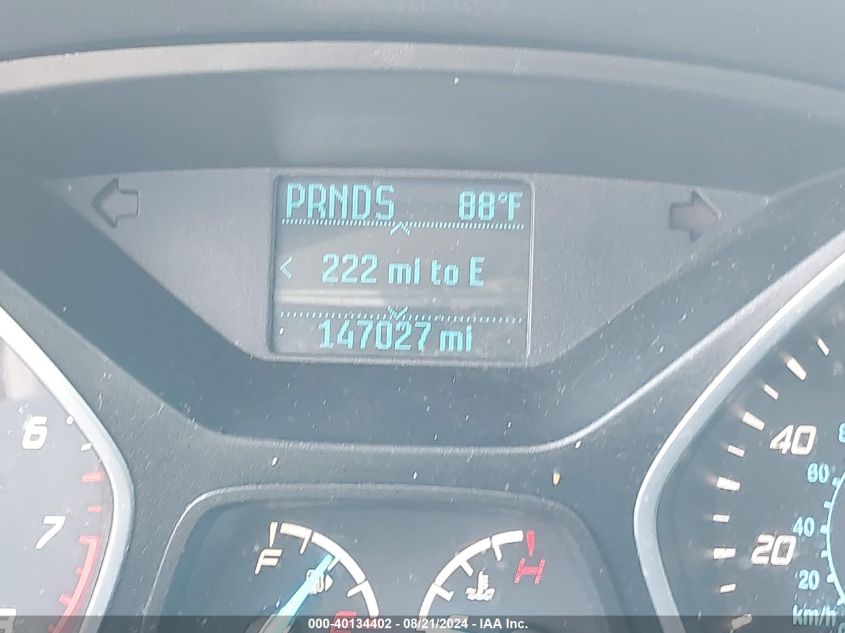 PRNDS 88°F
< 222 mi to E
147027 mi
6
7
F
H
40
20
60
40
20
km/h
000-40134402 - 08/21/2024 - IAA Inc.